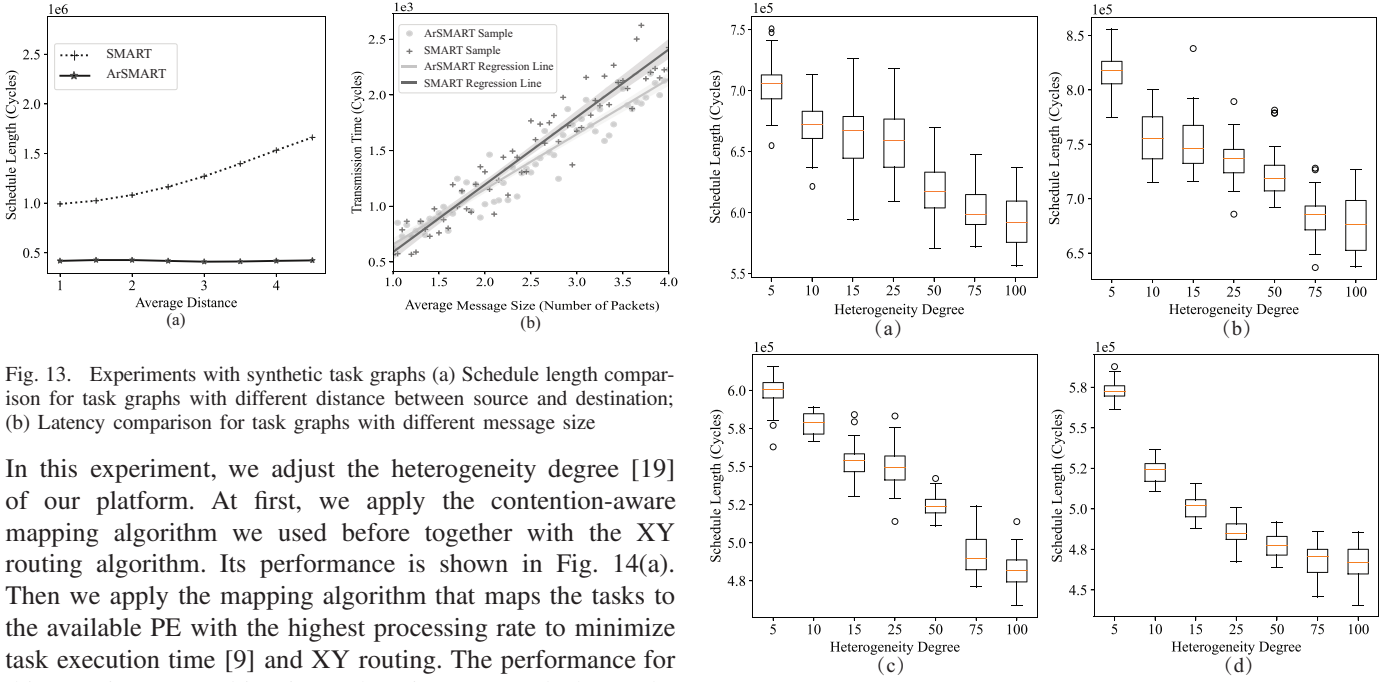 1e6
2.5
2.0
1.5
1.0
0.5
Schedule Length (Cycles)
SMART
ArSMART
1 2 3 4
Average Distance
(a)
1e3
2.5
2.0
1.5
1.0
0.5
Transmission Time (Cycles)
ArSMART Sample
SMART Sample
ArSMART Regression Line
SMART Regression Line
1.0 1.5 2.0 2.5 3.0 3.5 4.0
Average Message Size (Number of Packets)
(b)
Fig. 13. Experiments with synthetic task graphs (a) Schedule length compar-
ison for task graphs with different distance between source and destination;
(b) Latency comparison for task graphs with different message size
In this experiment, we adjust the heterogeneity degree [19]
of our platform. At first, we apply the contention-aware
mapping algorithm we used before together with the XY
routing algorithm. Its performance is shown in Fig. 14(a).
Then we apply the mapping algorithm that maps the tasks to
the available PE with the highest processing rate to minimize
task execution time [9] and XY routing. The performance for
1e5
7.5
7.0
6.5
6.0
5.5
Schedule Length (Cycles)
5 10 15 25 50 75 100
Heterogeneity Degree
(a)
1e5
8.5
8.0
7.5
7.0
6.5
Schedule Length (Cycles)
5 10 15 25 50 75 100
Heterogeneity Degree
(b)
1e5
6.0
5.8
5.5
5.2
5.0
4.8
Schedule Length (Cycles)
5 10 15 25 50 75 100
Heterogeneity Degree
(c)
1e5
5.8
5.5
5.2
5.0
4.8
4.5
Schedule Length (Cycles)
5 10 15 25 50 75 100
Heterogeneity Degree
(d)